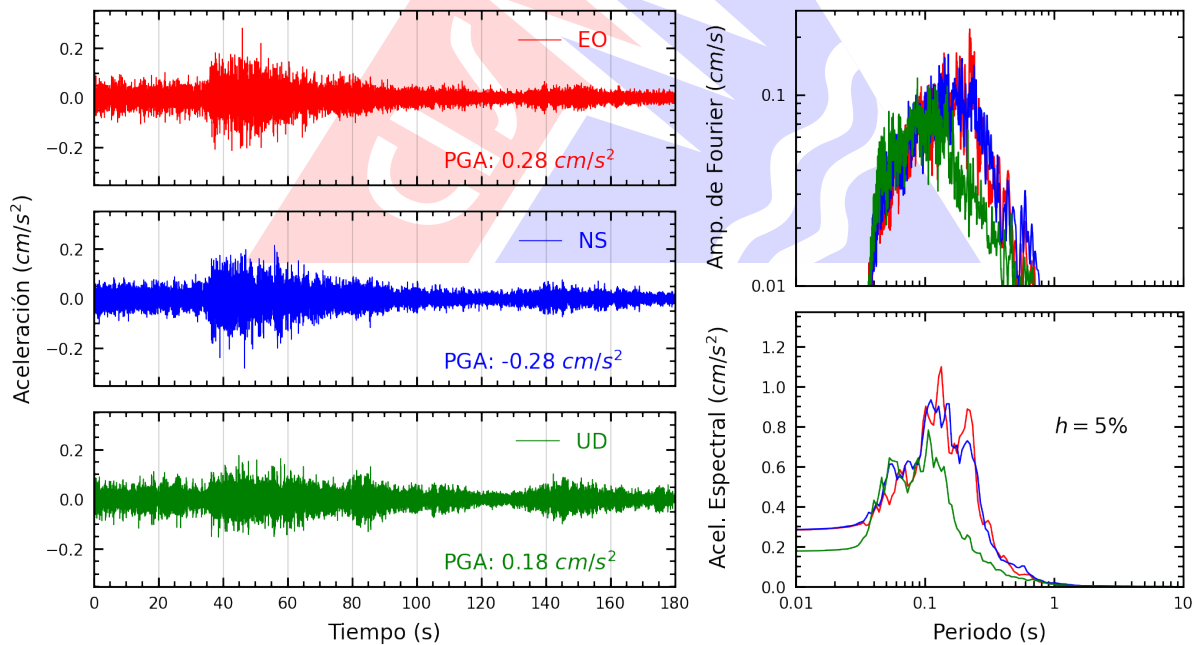 Aceleración (cm/s²)
0.2
0.0
−0.2
EO
PGA: 0.28 cm/s²
0.2
0.0
−0.2
NS
PGA: -0.28 cm/s²
0.2
0.0
−0.2
UD
PGA: 0.18 cm/s²
0 20 40 60 80 100 120 140 160 180
Tiempo (s)
Amp. de Fourier (cm/s)
0.1
0.01
Acel. Espectral (cm/s²)
1.2
1.0
0.8
0.6
0.4
0.2
0.0
h = 5%
0.01 0.1 1 10
Periodo (s)
CIS